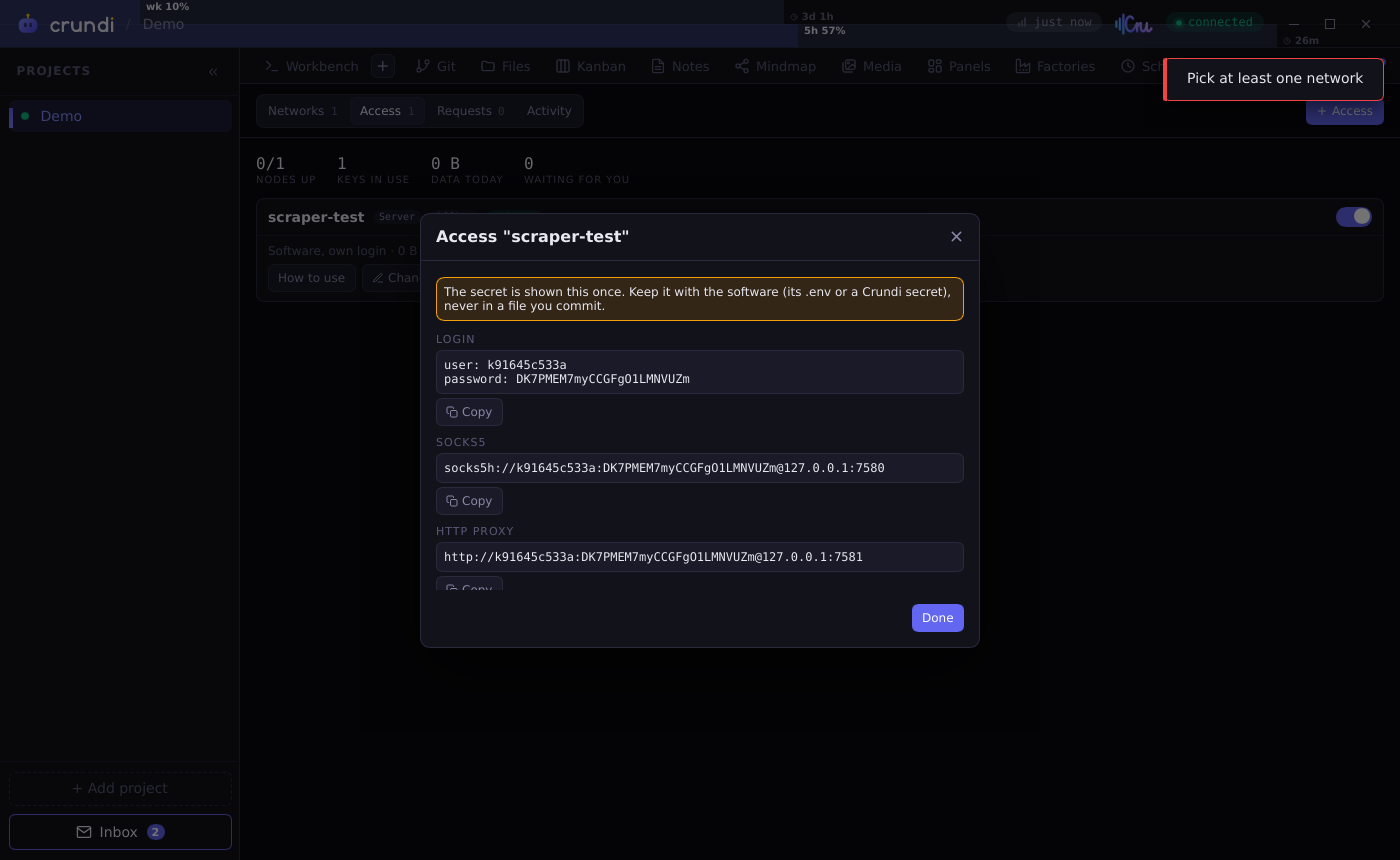 wk 10%
crundi / Demo
3d 1h
5h 57%
just now
Cru
connected
26m
PROJECTS «
Workbench + Git Files Kanban Notes Mindmap Media Panels Factories
Pick at least one network
Demo
Networks 1 Access 1 Requests 0 Activity
+ Access
0/1 1 0 B 0
NODES UP KEYS IN USE DATA TODAY WAITING FOR YOU
scraper-test Server
Software, own login · 0 B
How to use
Access "scraper-test"
The secret is shown this once. Keep it with the software (its .env or a Crundi secret),
never in a file you commit.
LOGIN
user: k91645c533a
password: DK7PMEM7myCCGFgO1LMNVUZm
Copy
SOCKS5
socks5h://k91645c533a:DK7PMEM7myCCGFgO1LMNVUZm@127.0.0.1:7580
Copy
HTTP PROXY
http://k91645c533a:DK7PMEM7myCCGFgO1LMNVUZm@127.0.0.1:7581
Copy
Done
+ Add project
Inbox 2